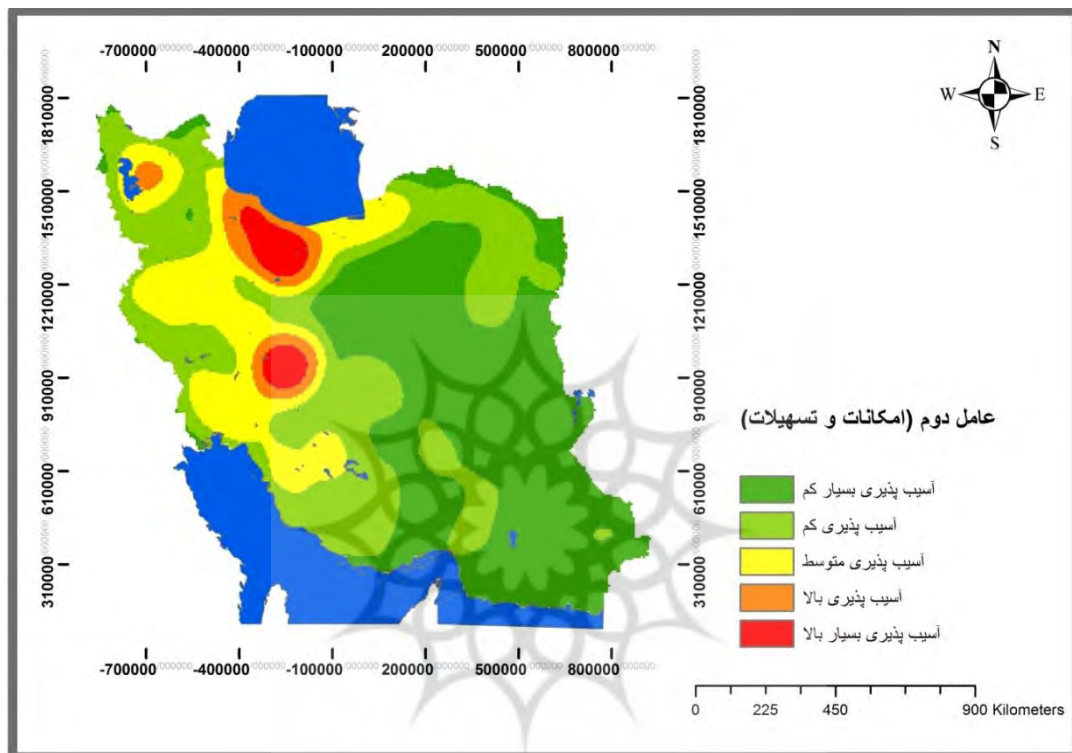 -700000 -400000 -100000 200000 500000 800000
N
W E
S
1810000
1510000
1210000
910000
610000
310000
1810000
1510000
1210000
910000
610000
310000
عامل دوم (امکانات و تسهیلات)
آسیب پذیری بسیار کم
آسیب پذیری کم
آسیب پذیری متوسط
آسیب پذیری بالا
آسیب پذیری بسیار بالا
-700000 -400000 -100000 200000 500000 800000
0 225 450 900 Kilometers